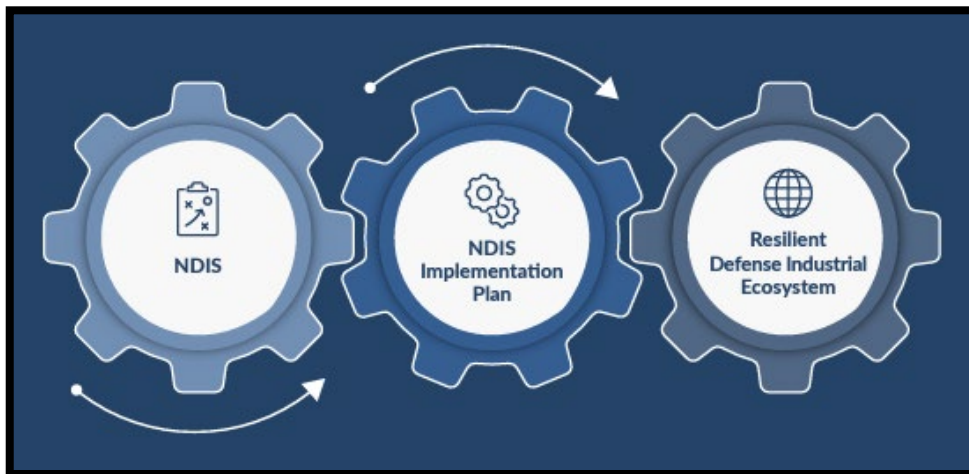 NDIS
NDIS
Implementation
Plan
Resilient
Defense Industrial
Ecosystem